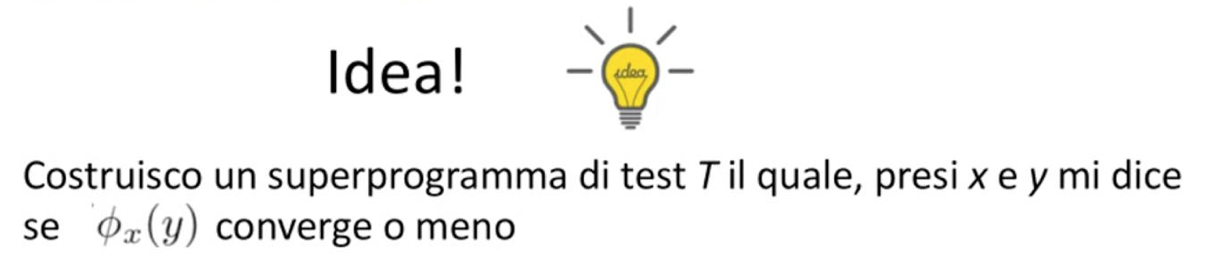 Idea!
idea
Costruisco un superprogramma di test T il quale, presi x e y mi dice
se ϕₓ(y) converge o meno